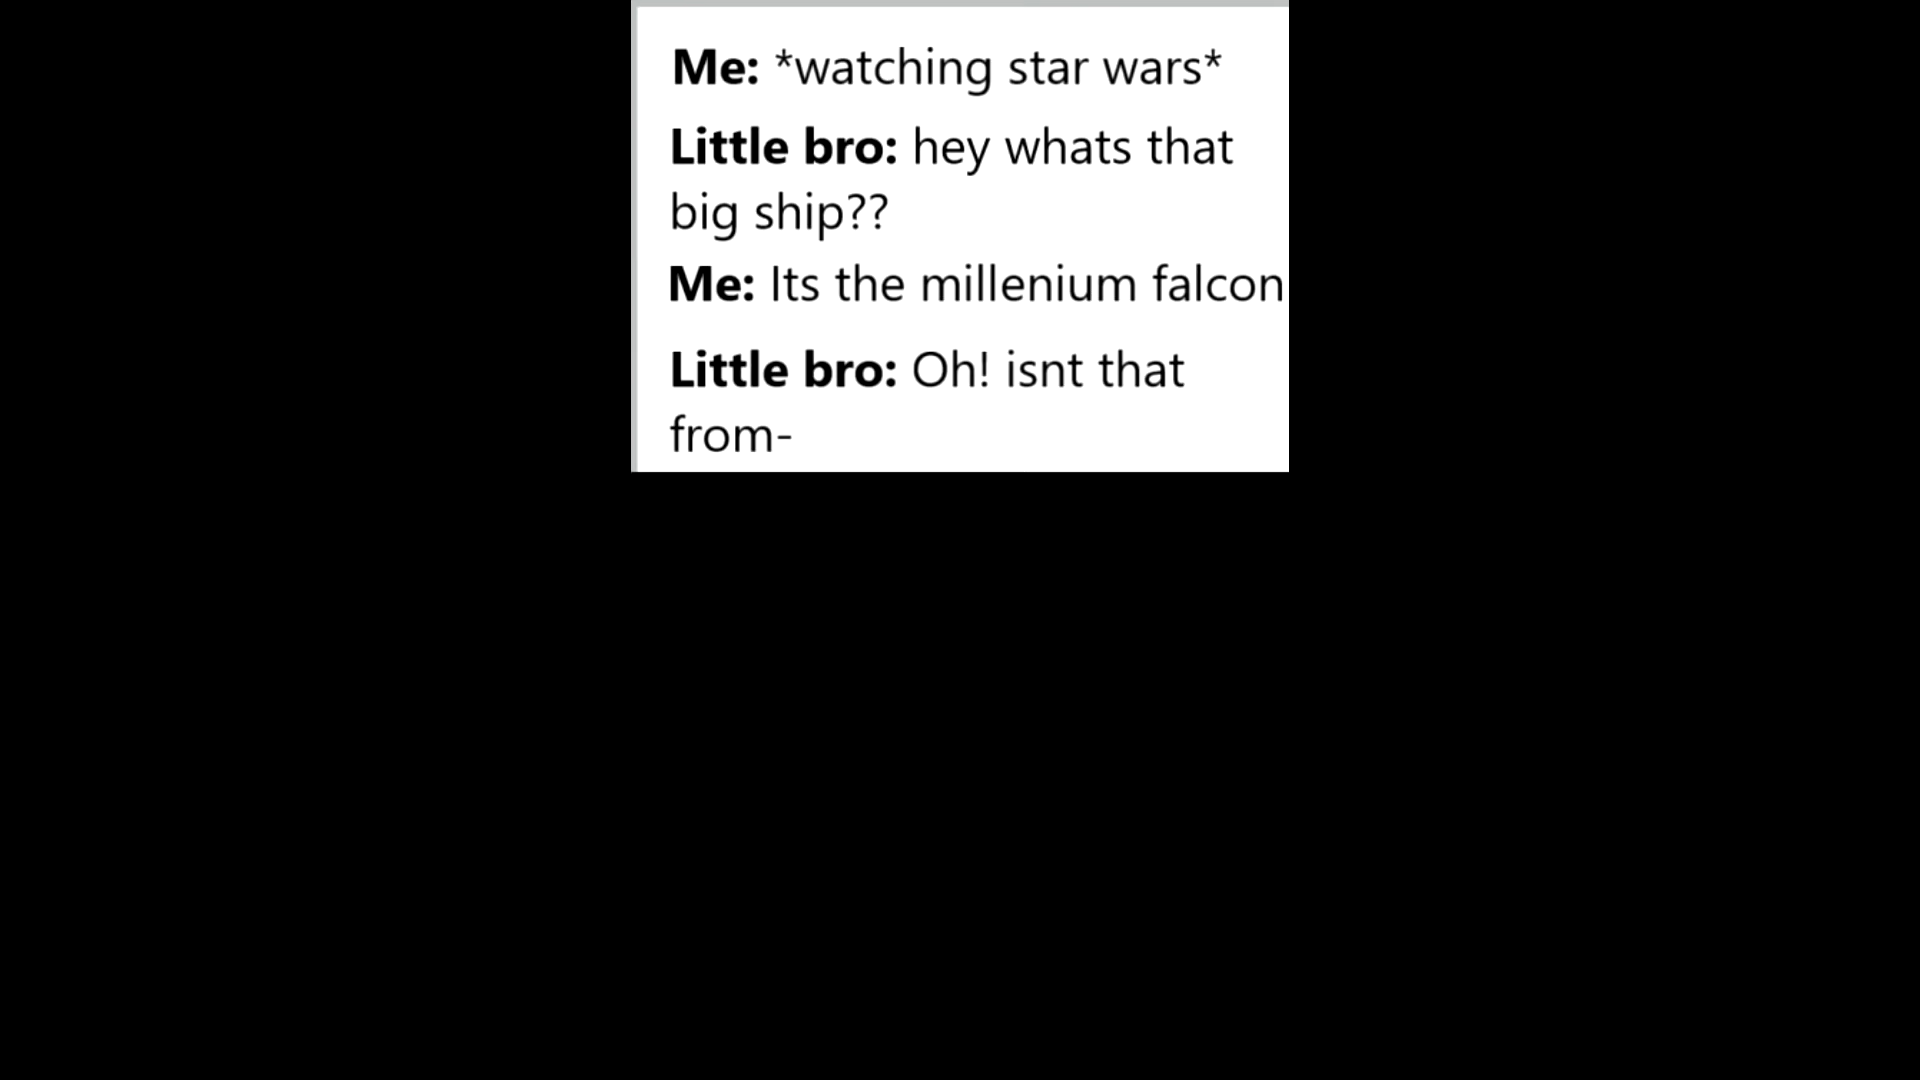 Me: *watching star wars*
Little bro: hey whats that
big ship??
Me: Its the millenium falcon
Little bro: Oh! isnt that
from-